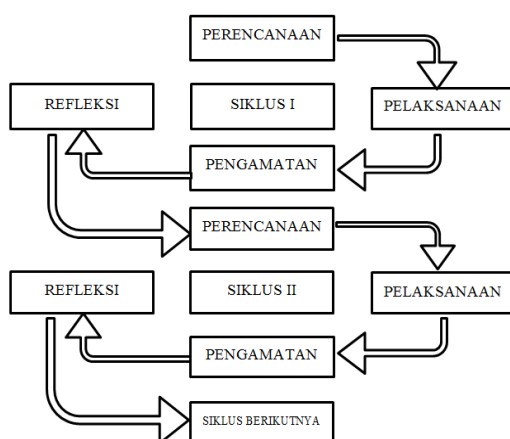 PERENCANAAN
REFLEKSI
SIKLUS I
PELAKSANAAN
PENGAMATAN
PERENCANAAN
REFLEKSI
SIKLUS II
PELAKSANAAN
PENGAMATAN
SIKLUS BERIKUTNYA